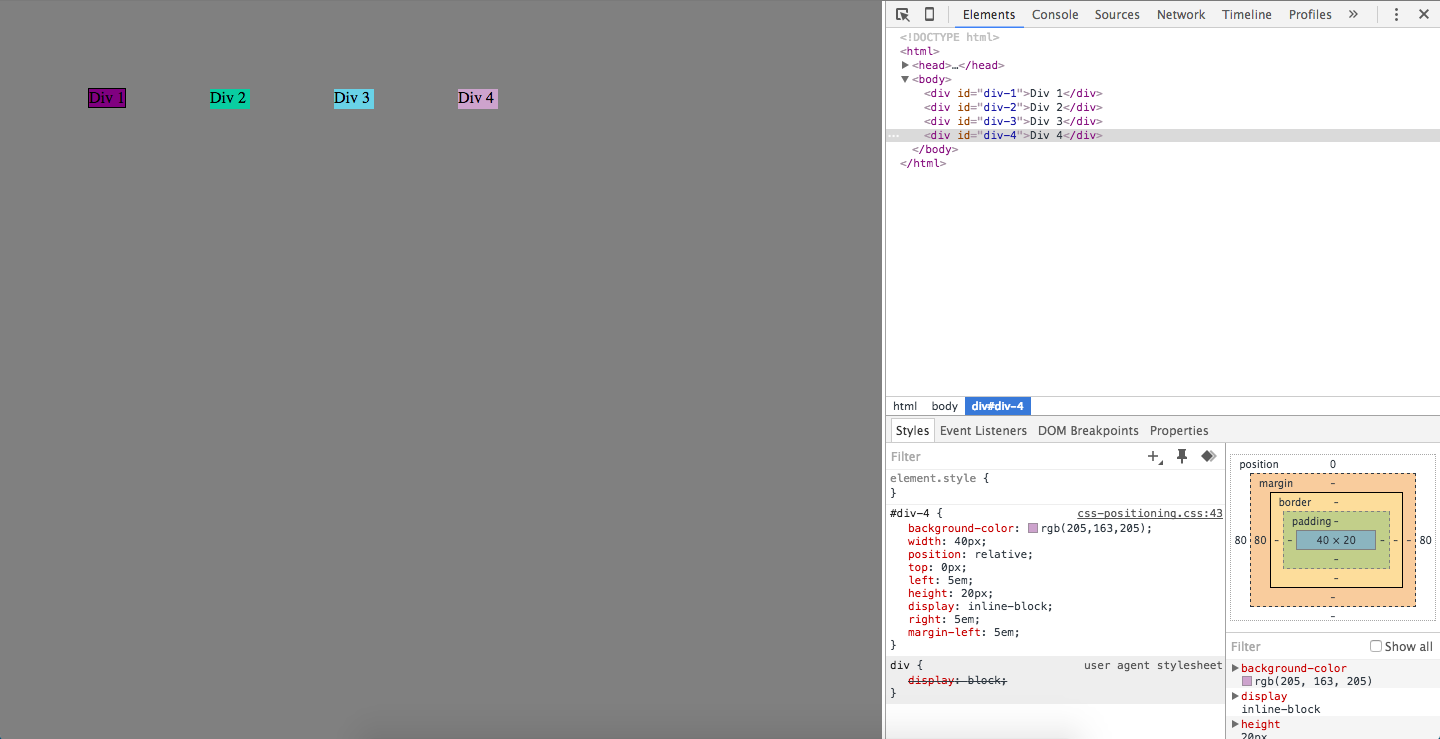 Div 1 Div 2 Div 3 Div 4
Elements Console Sources Network Timeline Profiles »
<!DOCTYPE html>
<html>
<head>…</head>
<body>
<div id="div-1">Div 1</div>
<div id="div-2">Div 2</div>
<div id="div-3">Div 3</div>
<div id="div-4">Div 4</div>
</body>
</html>
html body div#div-4
Styles Event Listeners DOM Breakpoints Properties
Filter
element.style {
}
#div-4 { css-positioning.css:43
background-color: rgb(205,163,205);
width: 40px;
position: relative;
top: 0px;
left: 5em;
height: 20px;
display: inline-block;
right: 5em;
margin-left: 5em;
}
div { user agent stylesheet
display: block;
}
position 0
margin -
border -
padding -
80 80 - - 40 × 20 - - - 80
-
-
-
-
Filter Show all
background-color
rgb(205, 163, 205)
display
inline-block
height
20px